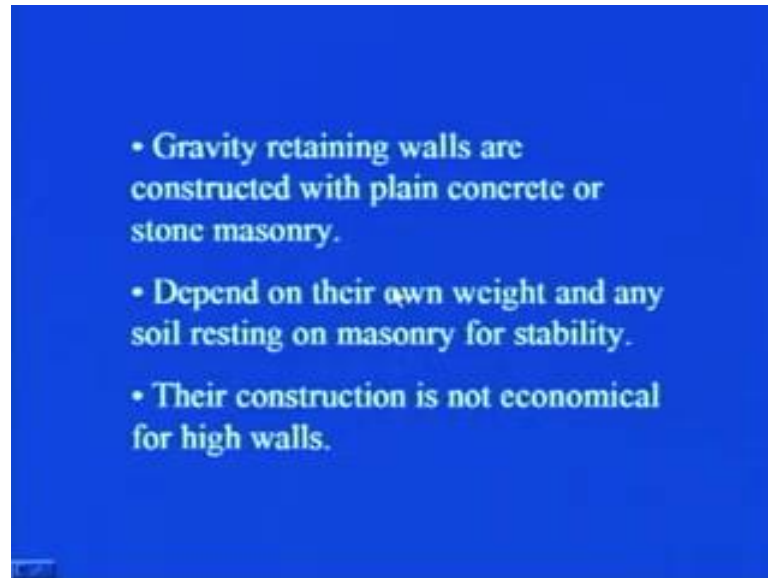 • Gravity retaining walls are
constructed with plain concrete or
stone masonry.
• Depend on their own weight and any
soil resting on masonry for stability.
• Their construction is not economical
for high walls.